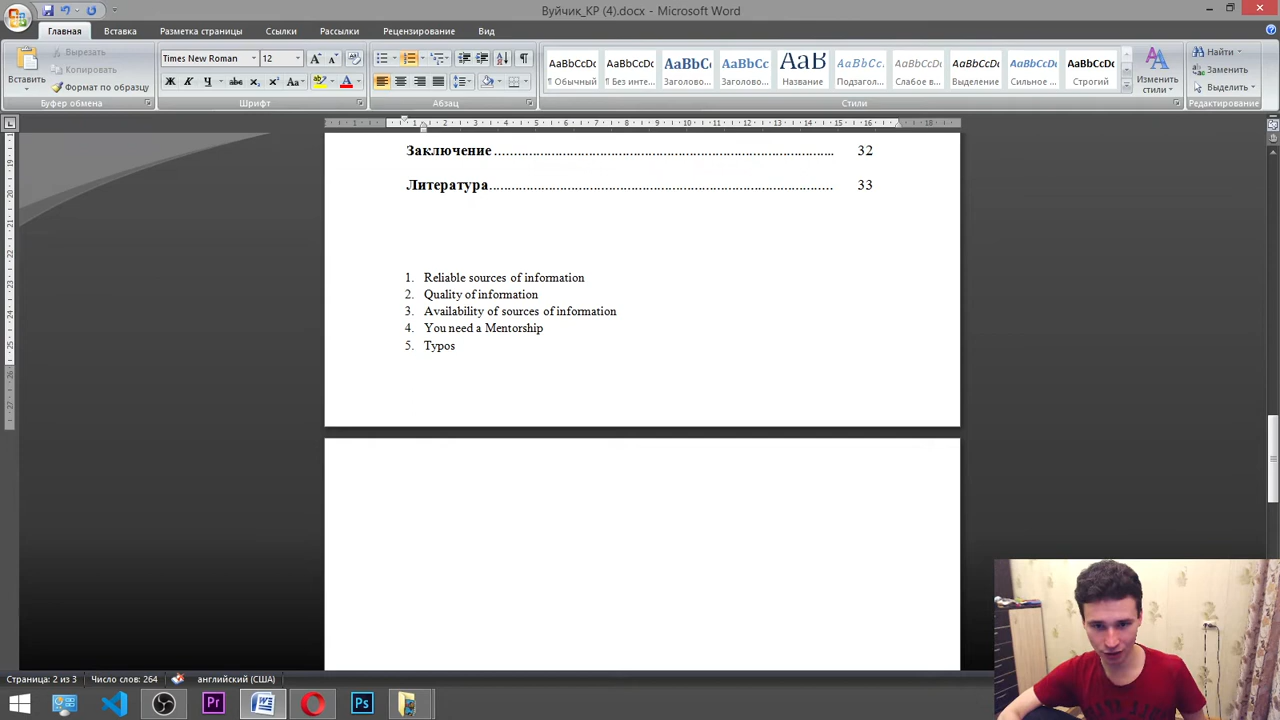 Вуйчик_КР (4).docx - Microsoft Word
Главная
Вставка
Разметка страницы
Ссылки
Рассылки
Рецензирование
Вид
Вставить
Вырезать
Копировать
Формат по образцу
Буфер обмена
Times New Roman
12
Шрифт
Абзац
AaBbCcDc
¶ Обычный
AaBbCcDc
¶ Без инте...
AaBbC
Заголово...
AaBbCc
Заголово...
AaB
Название
AaBbCc.
Подзагол...
AaBbCcDc
Слабое в...
AaBbCcDc
Выделение
AaBbCcDc
Сильное ...
AaBbCcDc
Строгий
Стили
Изменить стили
Найти
Заменить
Выделить
Редактирование
Заключение ........ 32
Литература........ 33
1. Reliable sources of information
2. Quality of information
3. Availability of sources of information
4. You need a Mentorship
5. Typos
Страница: 2 из 3
Число слов: 264
английский (США)